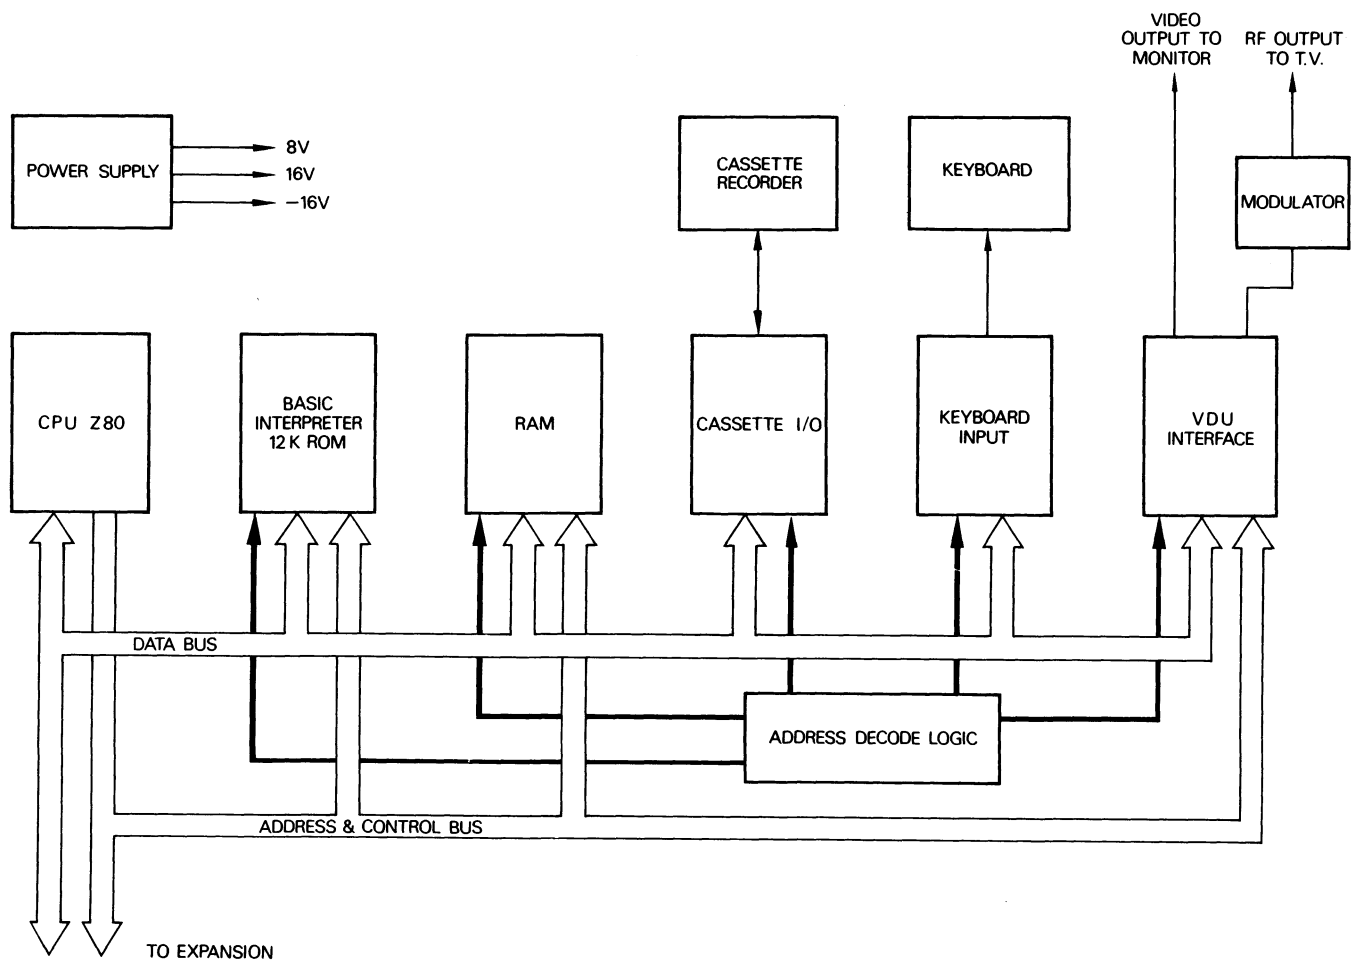 VIDEO
OUTPUT TO
MONITOR
RF OUTPUT
TO T.V.
POWER SUPPLY
8V
16V
−16V
CASSETTE
RECORDER
KEYBOARD
MODULATOR
CPU Z80
BASIC
INTERPRETER
12K ROM
RAM
CASSETTE I/O
KEYBOARD
INPUT
VDU
INTERFACE
DATA BUS
ADDRESS DECODE LOGIC
ADDRESS & CONTROL BUS
TO EXPANSION